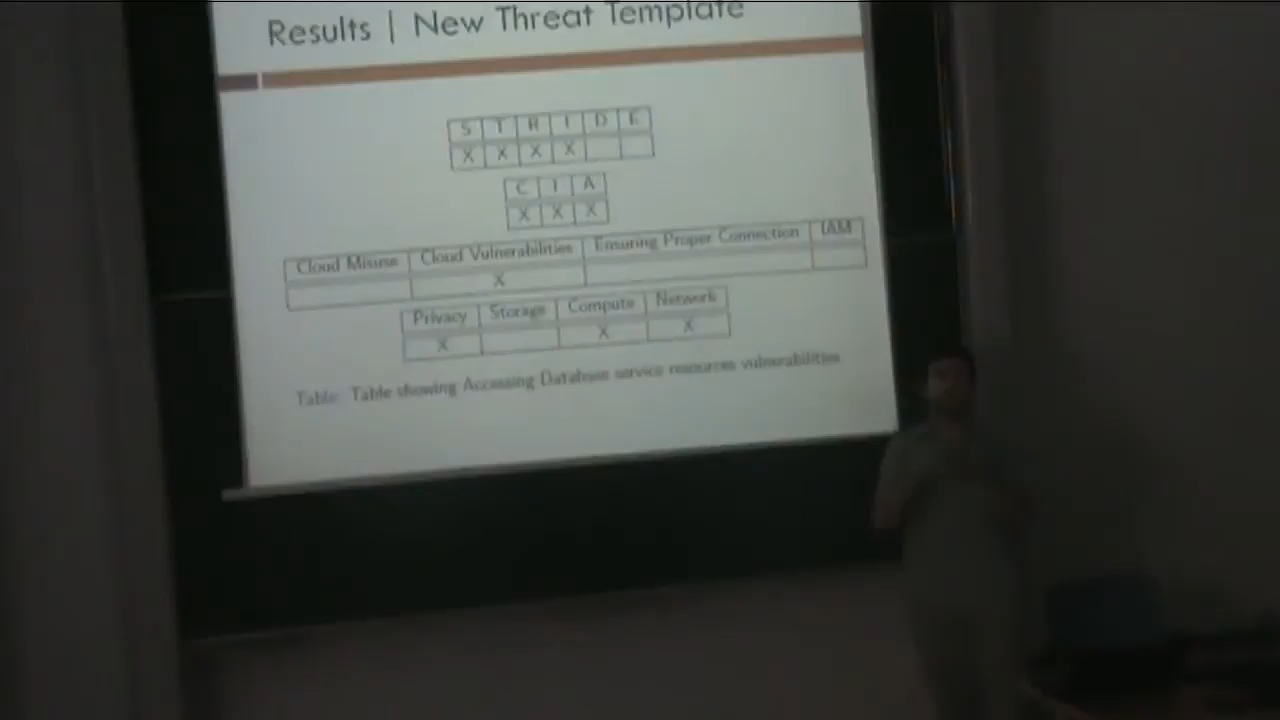 Results | New Threat Template
S T R I D E
X X X X
C I A
X X X
Cloud Misuse Cloud Vulnerabilities Ensuring Proper Connection IAM
X
Privacy Storage Compute Network
X X X
Table: Table showing Accessing Database service resources vulnerabilities